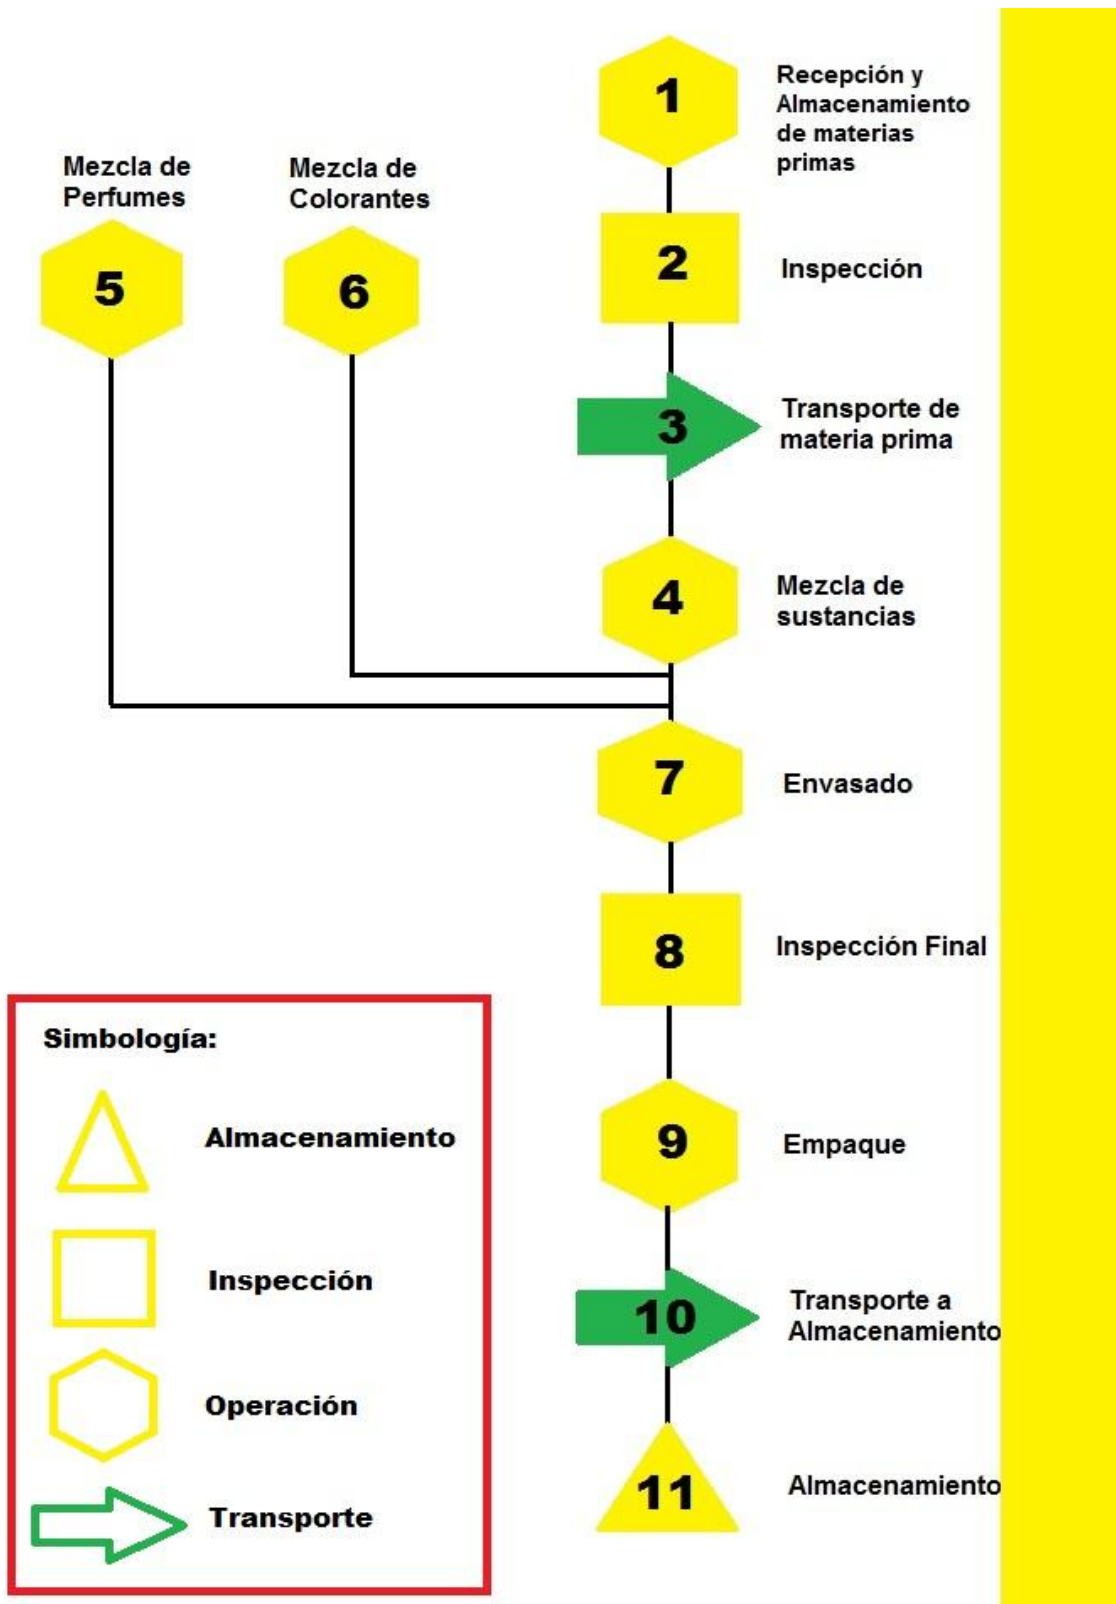 1
Recepción y
Almacenamiento
de materias
primas
Mezcla de
Perfumes
5
Mezcla de
Colorantes
6
2
Inspección
3
Transporte de
materia prima
4
Mezcla de
sustancias
7
Envasado
8
Inspección Final
9
Empaque
10
Transporte a
Almacenamiento
11
Almacenamiento
Simbología:
Almacenamiento
Inspección
Operación
Transporte